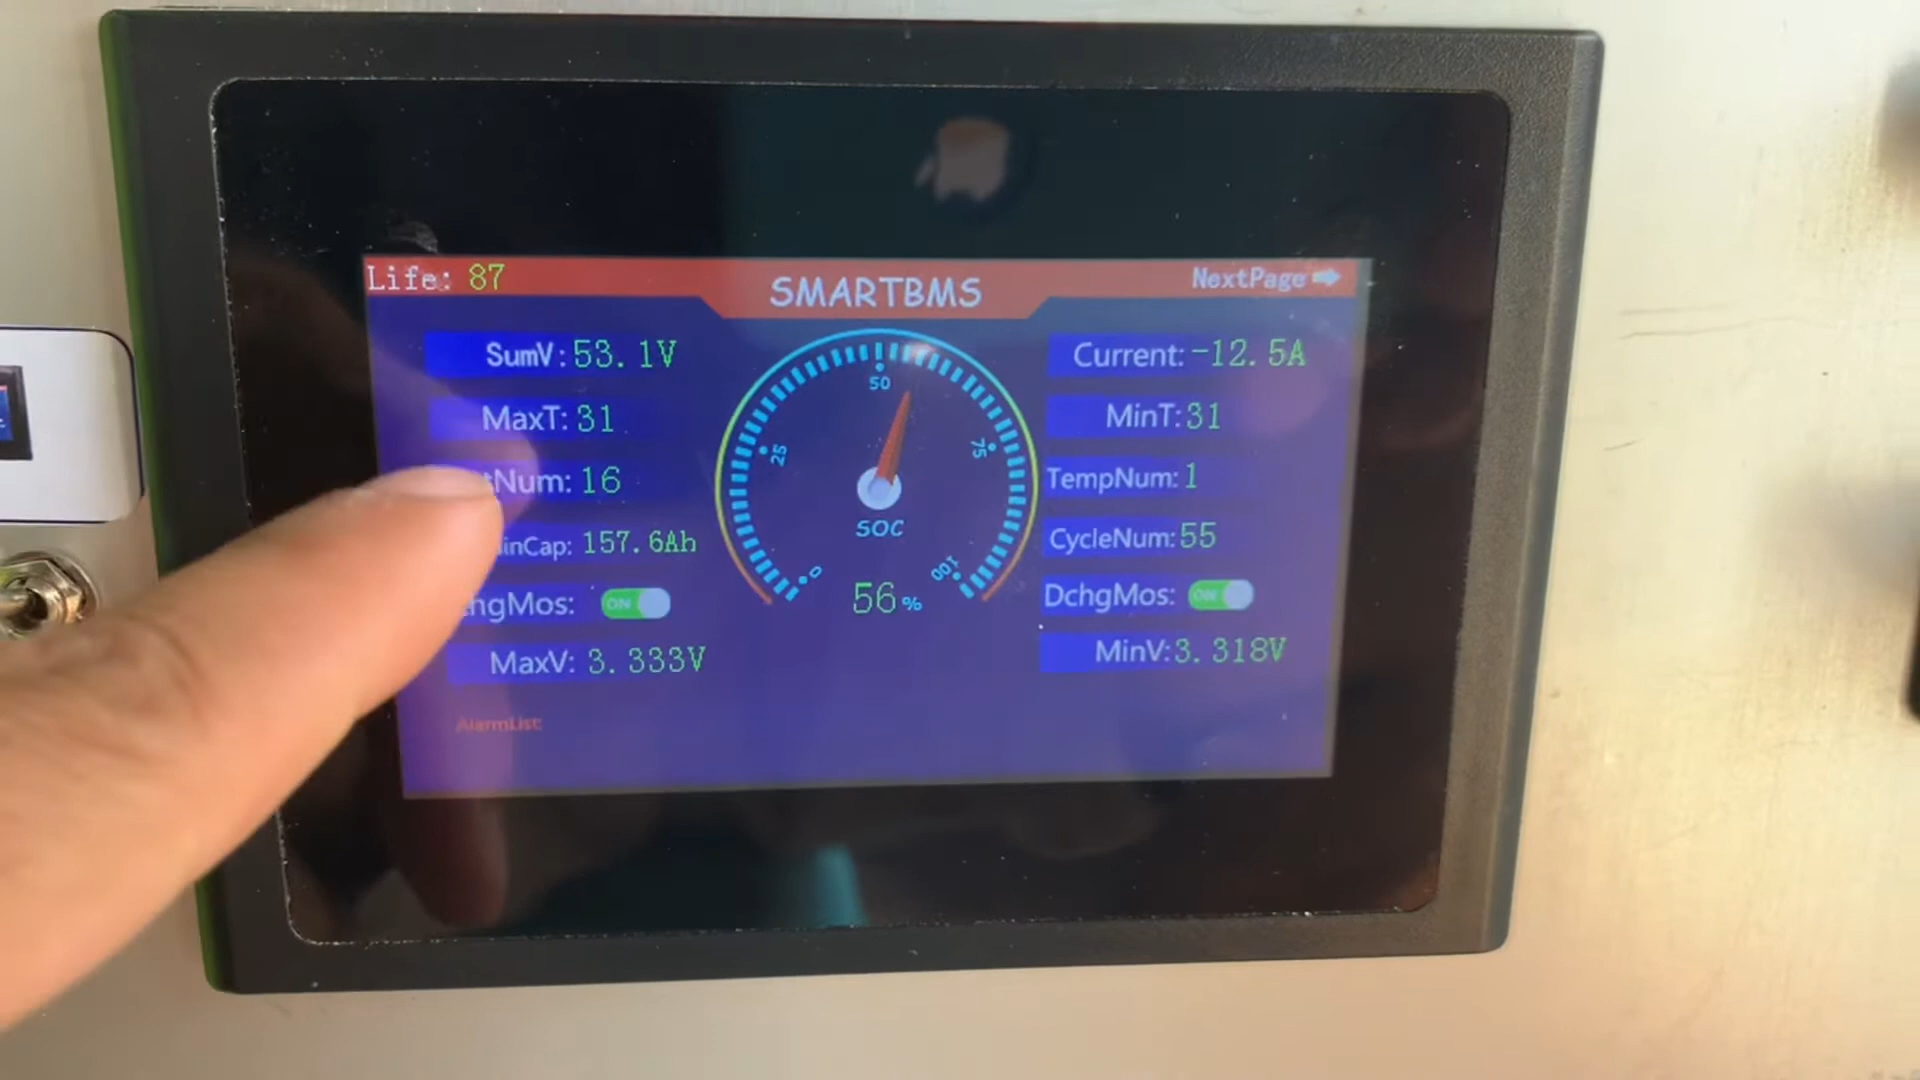 Life: 87
SMARTBMS
NextPage
SumV: 53.1V
Current: -12.5A
MaxT: 31
MinT: 31
Num: 16
TempNum: 1
inCap: 157.6Ah
CycleNum: 55
hgMos: ON
DchgMos: ON
MaxV: 3.333V
MinV: 3.318V
0
25
50
75
100
SOC
56%
AlarmList